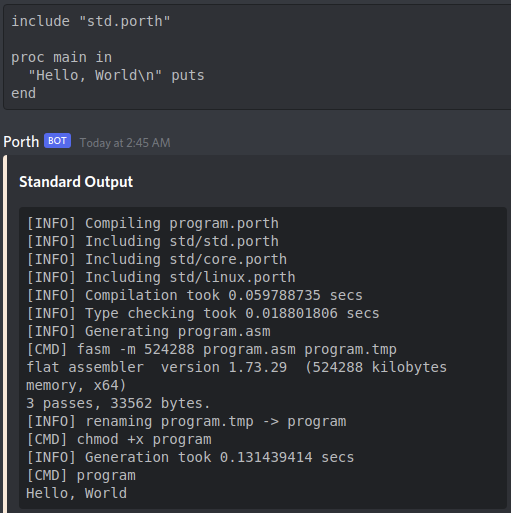 include "std.porth"
proc main in
  "Hello, World\n" puts
end
Porth BOT Today at 2:45 AM
Standard Output
[INFO] Compiling program.porth
[INFO] Including std/std.porth
[INFO] Including std/core.porth
[INFO] Including std/linux.porth
[INFO] Compilation took 0.059788735 secs
[INFO] Type checking took 0.018801806 secs
[INFO] Generating program.asm
[CMD] fasm -m 524288 program.asm program.tmp
flat assembler  version 1.73.29  (524288 kilobytes
memory, x64)
3 passes, 33562 bytes.
[INFO] renaming program.tmp -> program
[CMD] chmod +x program
[INFO] Generation took 0.131439414 secs
[CMD] program
Hello, World